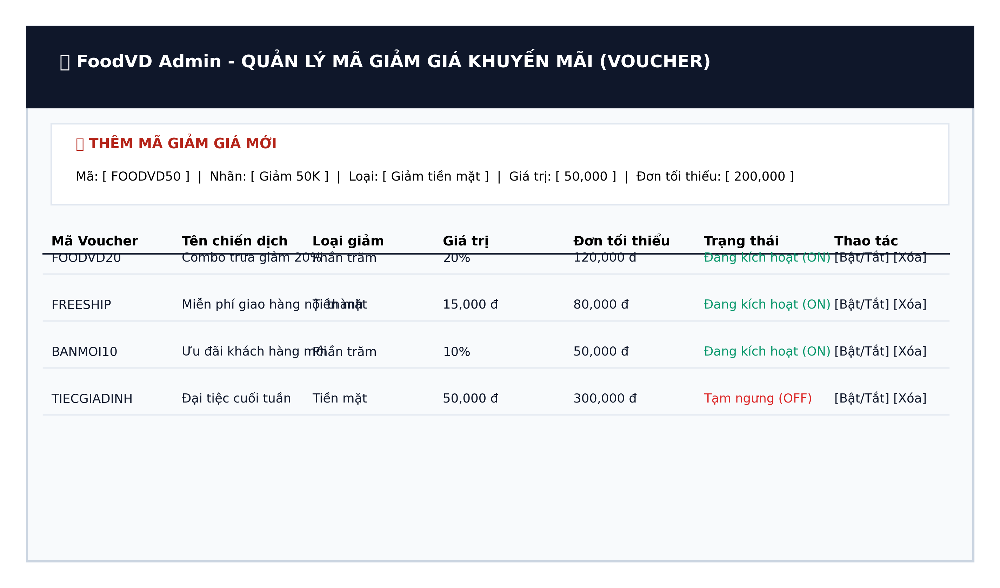 FoodVD Admin - QUẢN LÝ MÃ GIẢM GIÁ KHUYẾN MÃI (VOUCHER)
THÊM MÃ GIẢM GIÁ MỚI
Mã: [ FOODVD50 ] | Nhãn: [ Giảm 50K ] | Loại: [ Giảm tiền mặt ] | Giá trị: [ 50,000 ] | Đơn tối thiểu: [ 200,000 ]
Mã Voucher Tên chiến dịch Loại giảm Giá trị Đơn tối thiểu Trạng thái Thao tác
FOODVD20 Combo trưa giảm 20% Phần trăm 20% 120,000 đ Đang kích hoạt (ON) [Bật/Tắt] [Xóa]
FREESHIP Miễn phí giao hàng nội thành Tiền mặt 15,000 đ 80,000 đ Đang kích hoạt (ON) [Bật/Tắt] [Xóa]
BANMOI10 Ưu đãi khách hàng mới Phần trăm 10% 50,000 đ Đang kích hoạt (ON) [Bật/Tắt] [Xóa]
TIECGIADINH Đại tiệc cuối tuần Tiền mặt 50,000 đ 300,000 đ Tạm ngưng (OFF) [Bật/Tắt] [Xóa]